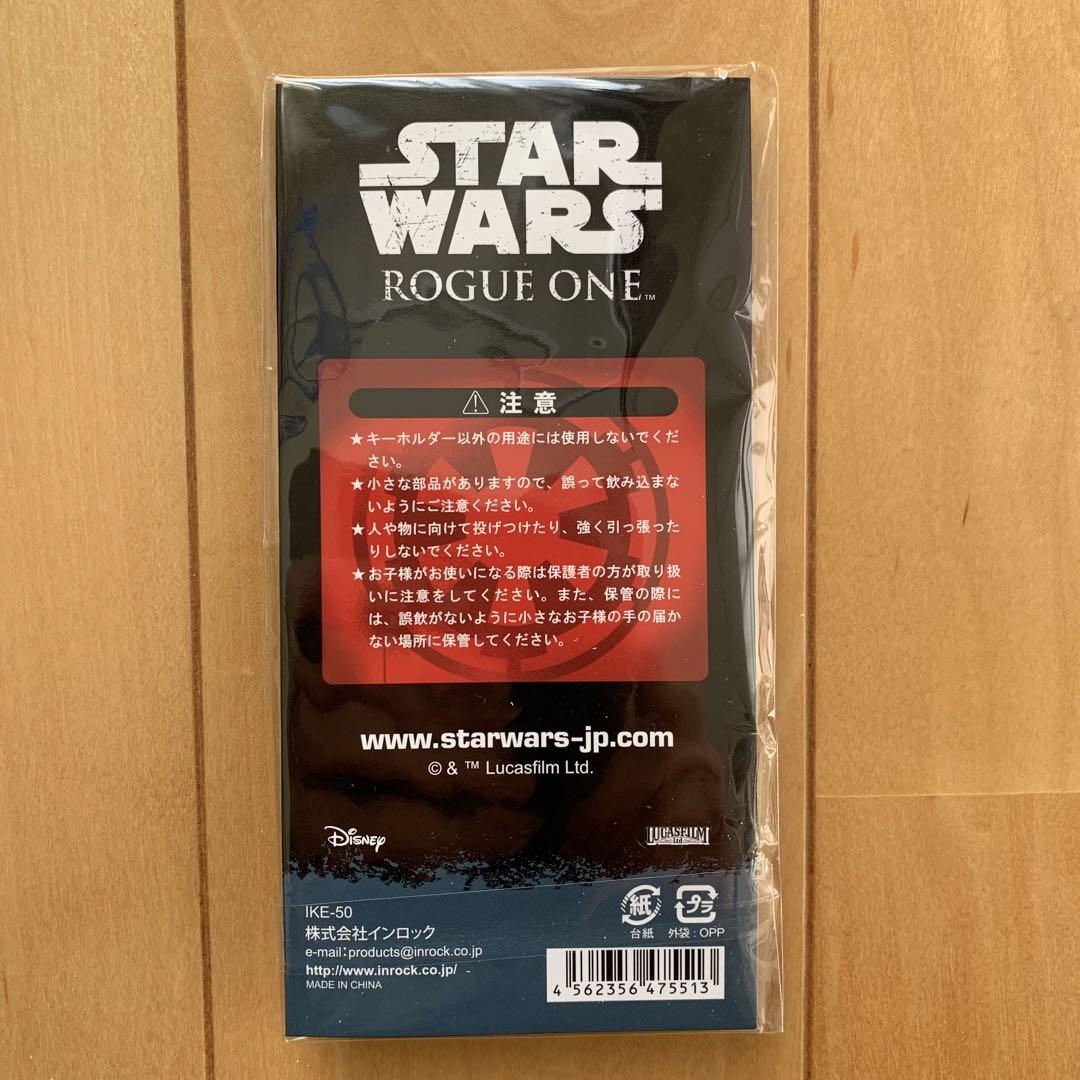 STAR
WARS
ROGUE ONE™
⚠ 注意
★キーホルダー以外の用途には使用しないでくだ
さい。
★小さな部品がありますので、誤って飲み込まな
いようにご注意ください。
★人や物に向けて投げつけたり、強く引っ張った
りしないでください。
★お子様がお使いになる際は保護者の方が取り扱
いに注意をしてください。また、保管の際に
は、誤飲がないように小さなお子様の手の届か
ない場所に保管してください。
www.starwars-jp.com
© & ™ Lucasfilm Ltd.
Disney
LUCASFILM
Ltd
紙
プラ
台紙
外袋:OPP
IKE-50
株式会社インロック
e-mail:products@inrock.co.jp
http://www.inrock.co.jp/
MADE IN CHINA
4 562356 475513